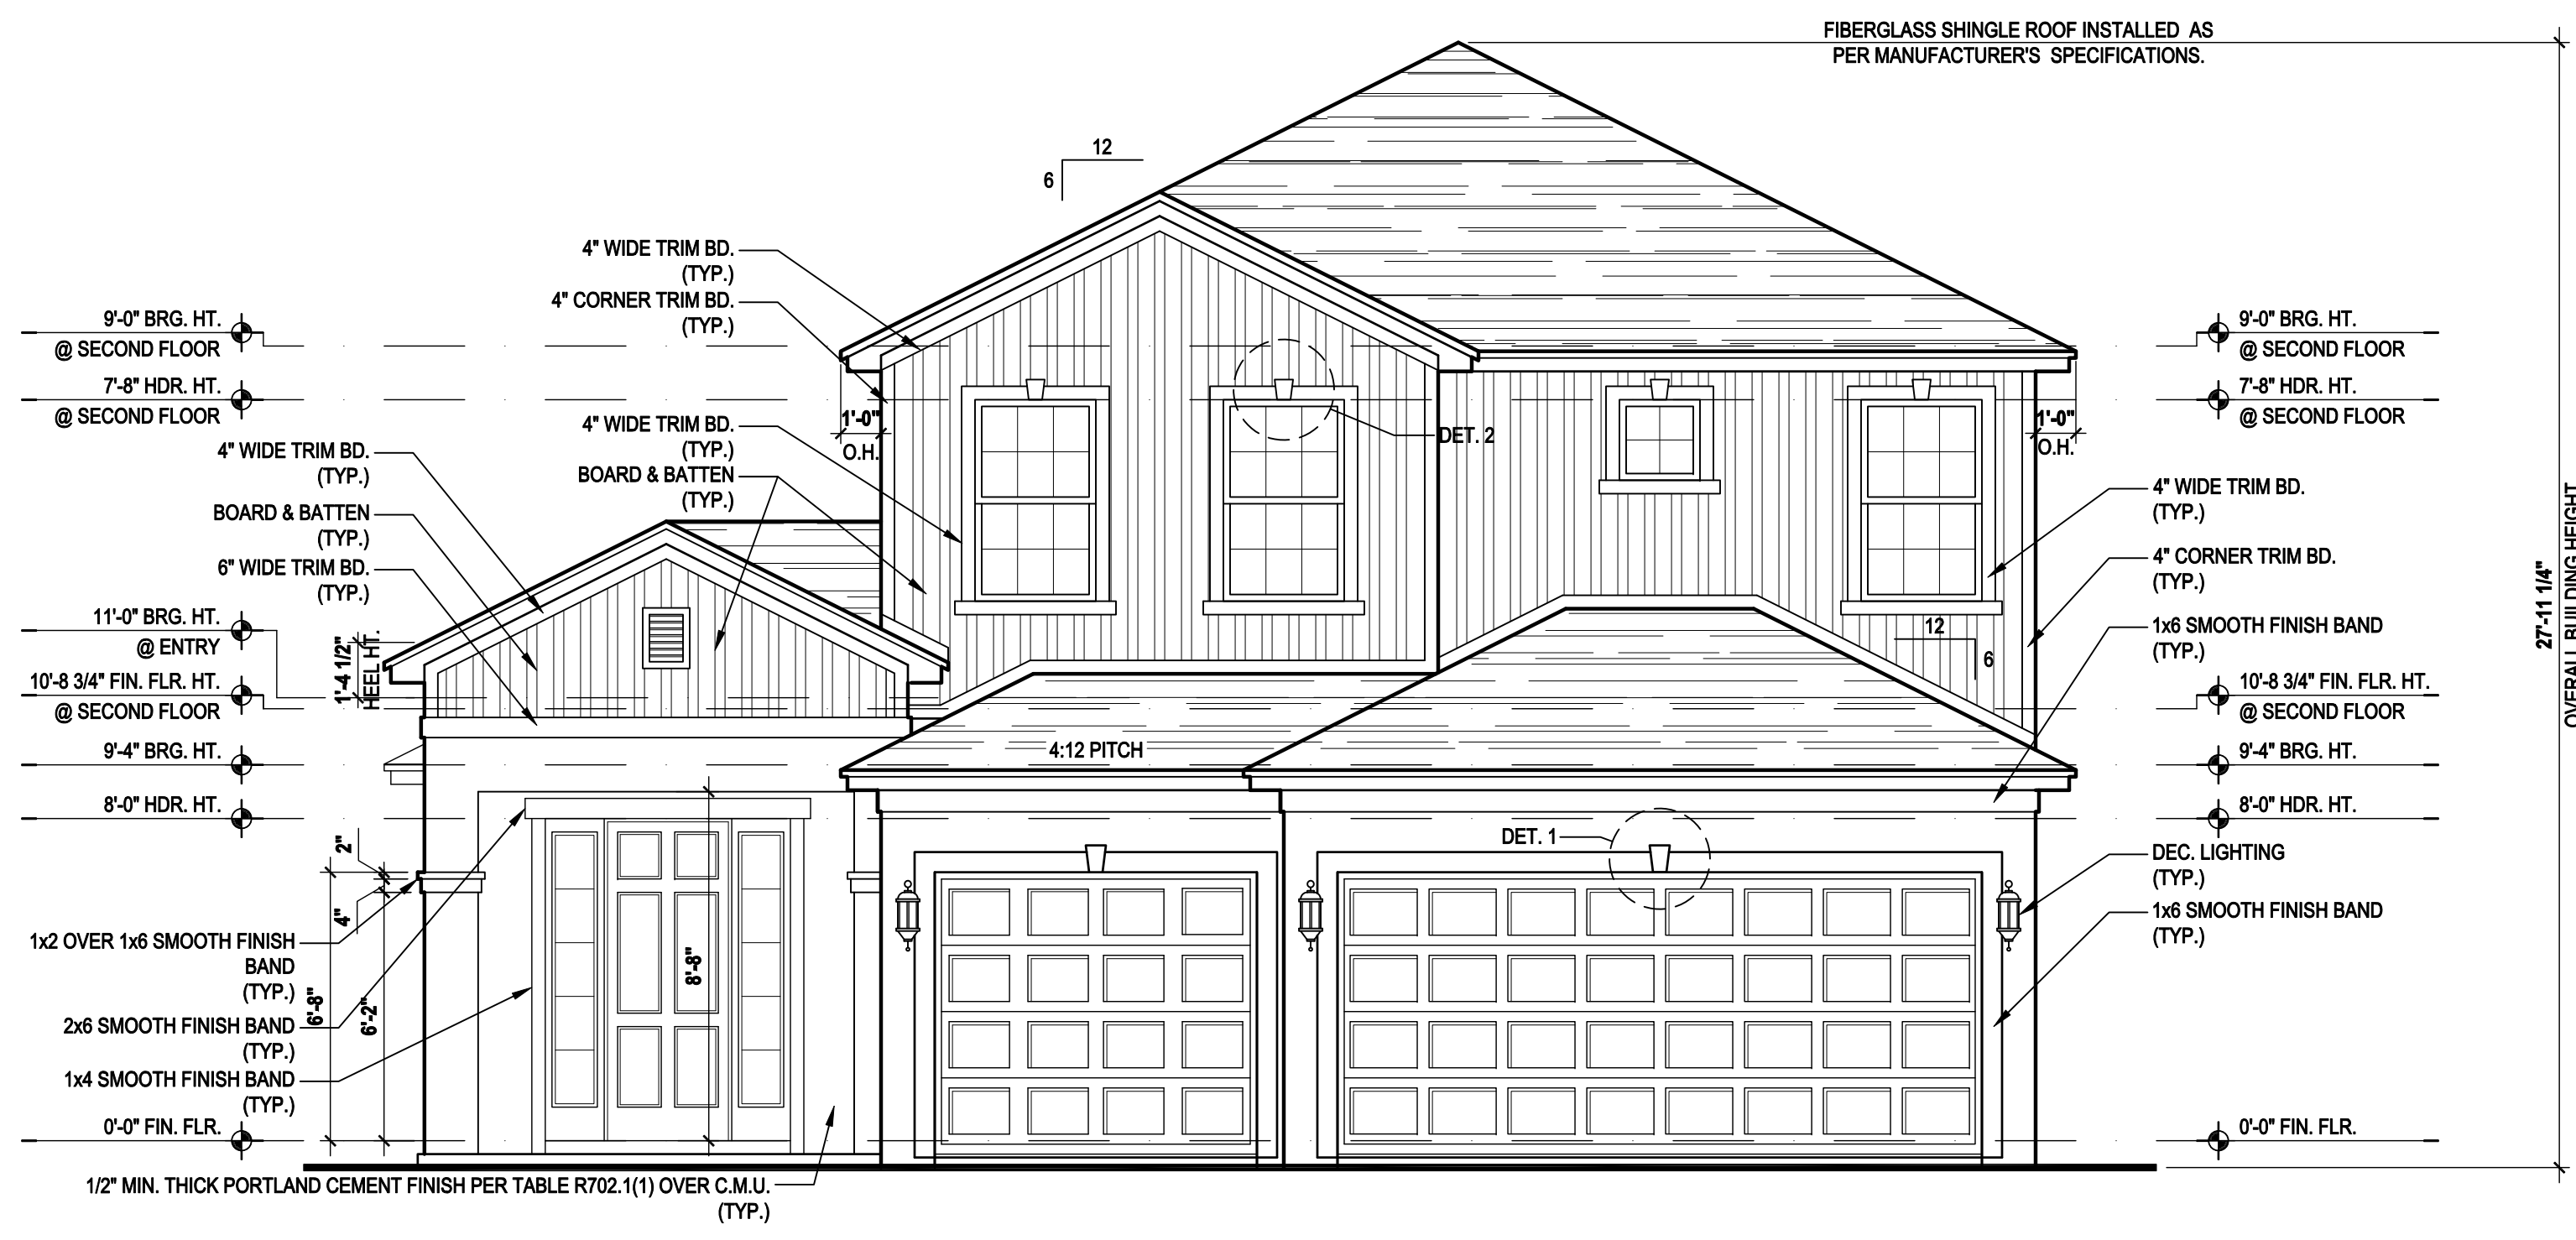 FIBERGLASS SHINGLE ROOF INSTALLED AS
PER MANUFACTURER'S SPECIFICATIONS.
12
6
4" WIDE TRIM BD.
(TYP.)
4" CORNER TRIM BD.
(TYP.)
9'-0" BRG. HT.
@ SECOND FLOOR
7'-8" HDR. HT.
@ SECOND FLOOR
4" WIDE TRIM BD.
(TYP.)
BOARD & BATTEN
(TYP.)
1'-0"
O.H.
4" WIDE TRIM BD.
(TYP.)
BOARD & BATTEN
(TYP.)
6" WIDE TRIM BD.
(TYP.)
11'-0" BRG. HT.
@ ENTRY
1'-4 1/2"
HEEL HT.
10'-8 3/4" FIN. FLR. HT.
@ SECOND FLOOR
9'-4" BRG. HT.
8'-0" HDR. HT.
2"
4"
1x2 OVER 1x6 SMOOTH FINISH
BAND
(TYP.)
6'-8"
6'-2"
2x6 SMOOTH FINISH BAND
(TYP.)
1x4 SMOOTH FINISH BAND
(TYP.)
0'-0" FIN. FLR.
1/2" MIN. THICK PORTLAND CEMENT FINISH PER TABLE R702.1(1) OVER C.M.U.
(TYP.)
8'-8"
4:12 PITCH
DET. 2
DET. 1
12
6
1'-0"
O.H.
9'-0" BRG. HT.
@ SECOND FLOOR
7'-8" HDR. HT.
@ SECOND FLOOR
4" WIDE TRIM BD.
(TYP.)
4" CORNER TRIM BD.
(TYP.)
1x6 SMOOTH FINISH BAND
(TYP.)
10'-8 3/4" FIN. FLR. HT.
@ SECOND FLOOR
9'-4" BRG. HT.
8'-0" HDR. HT.
DEC. LIGHTING
(TYP.)
1x6 SMOOTH FINISH BAND
(TYP.)
0'-0" FIN. FLR.
27'-11 1/4"
OVERALL BUILDING HEIGHT